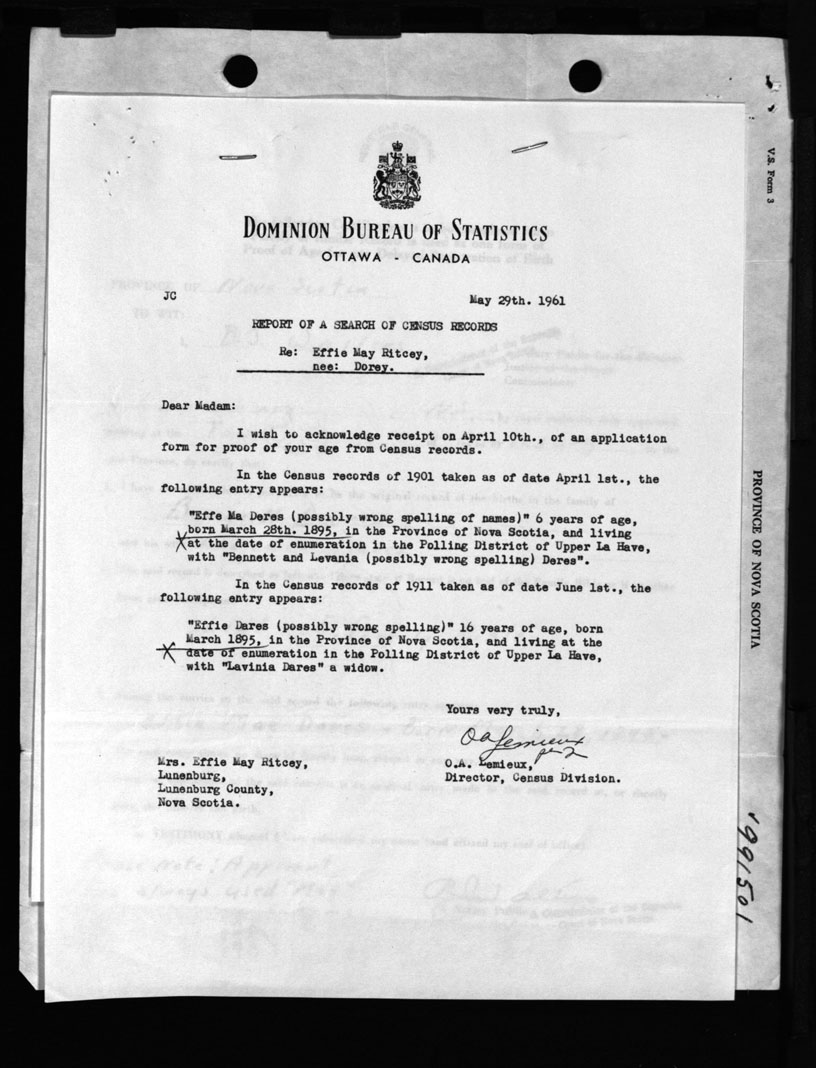 V.S. Form 3
DOMINION BUREAU OF STATISTICS
OTTAWA - CANADA
JC
May 29th. 1961
REPORT OF A SEARCH OF CENSUS RECORDS
Re: Effie May Ritcey,
nee: Dorey.
Dear Madam:
I wish to acknowledge receipt on April 10th., of an application
form for proof of your age from Census records.
In the Census records of 1901 taken as of date April 1st., the
following entry appears:
"Effe Ma Deres (possibly wrong spelling of names)" 6 years of age,
born March 28th. 1895, in the Province of Nova Scotia, and living
at the date of enumeration in the Polling District of Upper La Have,
with "Bennett and Levania (possibly wrong spelling) Deres".
In the Census records of 1911 taken as of date June 1st., the
following entry appears:
"Effie Dares (possibly wrong spelling)" 16 years of age, born
March 1895, in the Province of Nova Scotia, and living at the
date of enumeration in the Polling District of Upper La Have,
with "Lavinia Dares" a widow.
Yours very truly,
OA Lemieux
O.A. Lemieux,
Director, Census Division.
Mrs. Effie May Ritcey,
Lunenburg,
Lunenburg County,
Nova Scotia.
PROVINCE OF NOVA SCOTIA